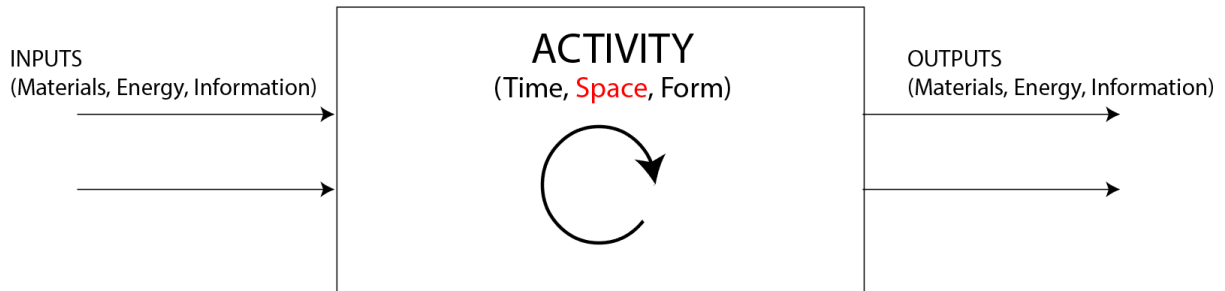 INPUTS
(Materials, Energy, Information)
ACTIVITY
(Time, Space, Form)
OUTPUTS
(Materials, Energy, Information)